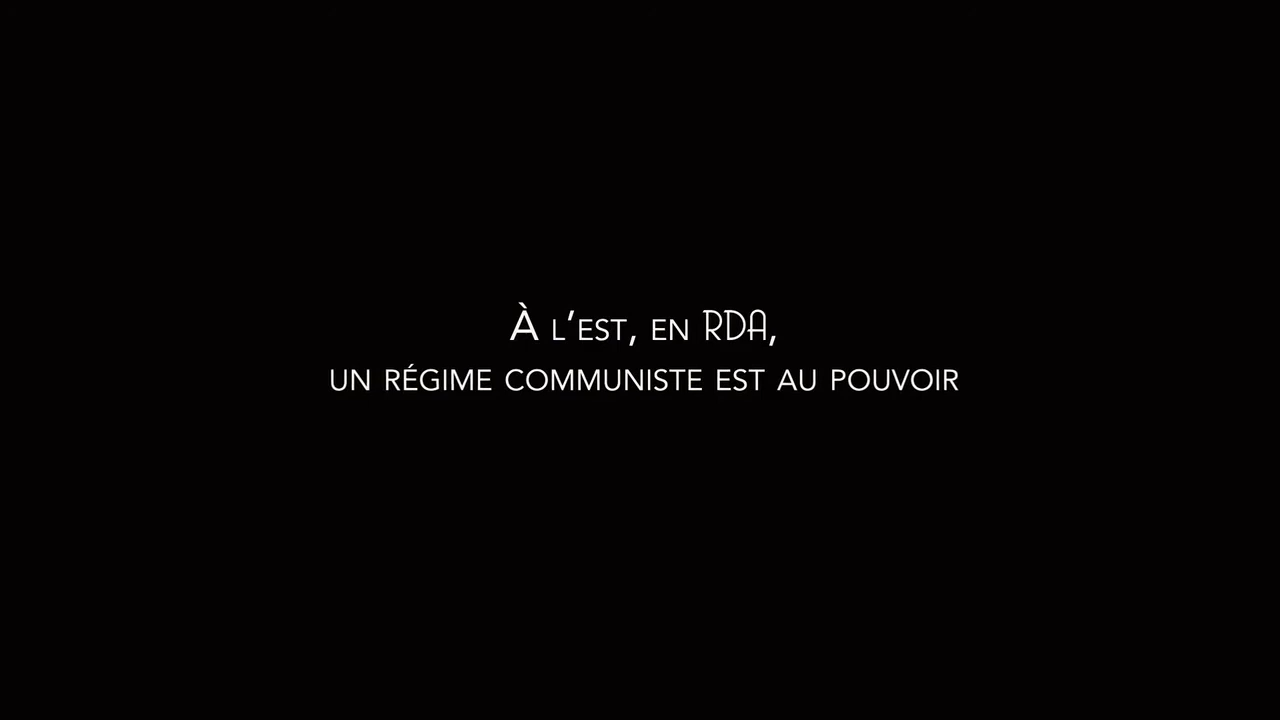 À l’est, en RDA,
un régime communiste est au pouvoir